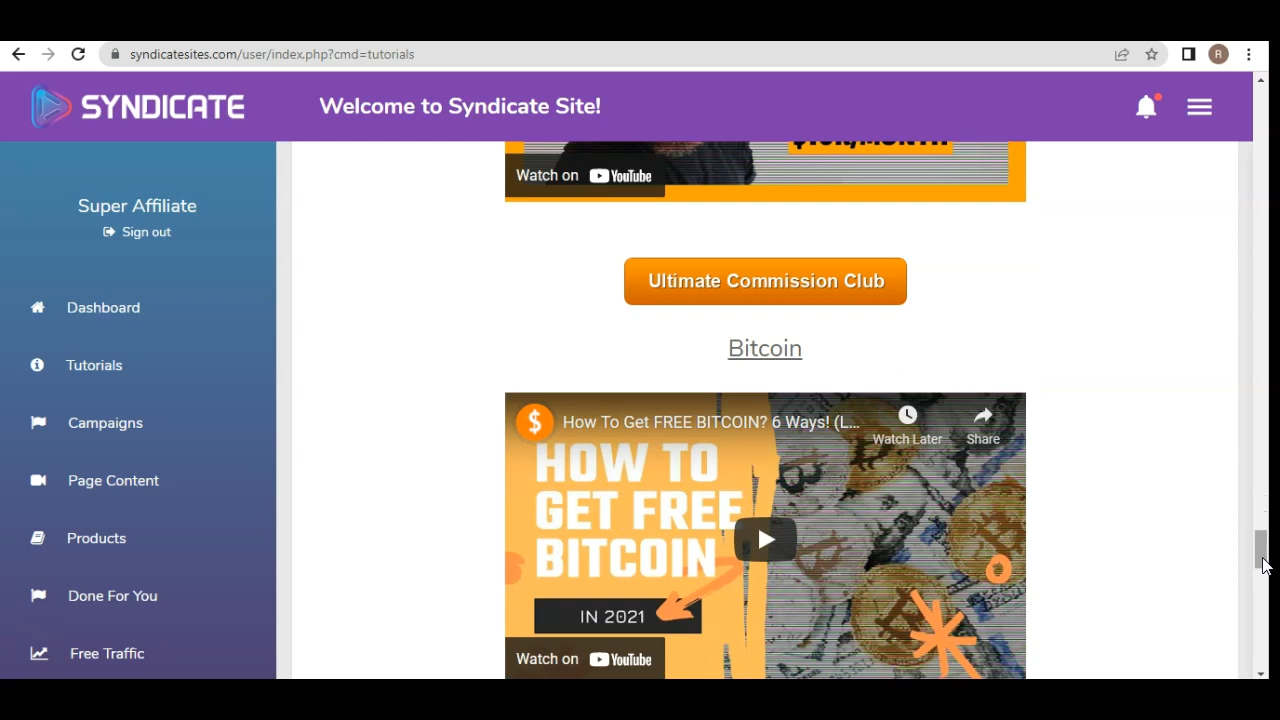 syndicatesites.com/user/index.php?cmd=tutorials
R
SYNDICATE
Welcome to Syndicate Site!
Super Affiliate
Sign out
Dashboard
Tutorials
Campaigns
Page Content
Products
Done For You
Free Traffic
$10K/MONTH
Watch on YouTube
Ultimate Commission Club
Bitcoin
$ How To Get FREE BITCOIN? 6 Ways! (L...
Watch Later
Share
HOW TO
GET FREE
BITCOIN
IN 2021
Watch on YouTube